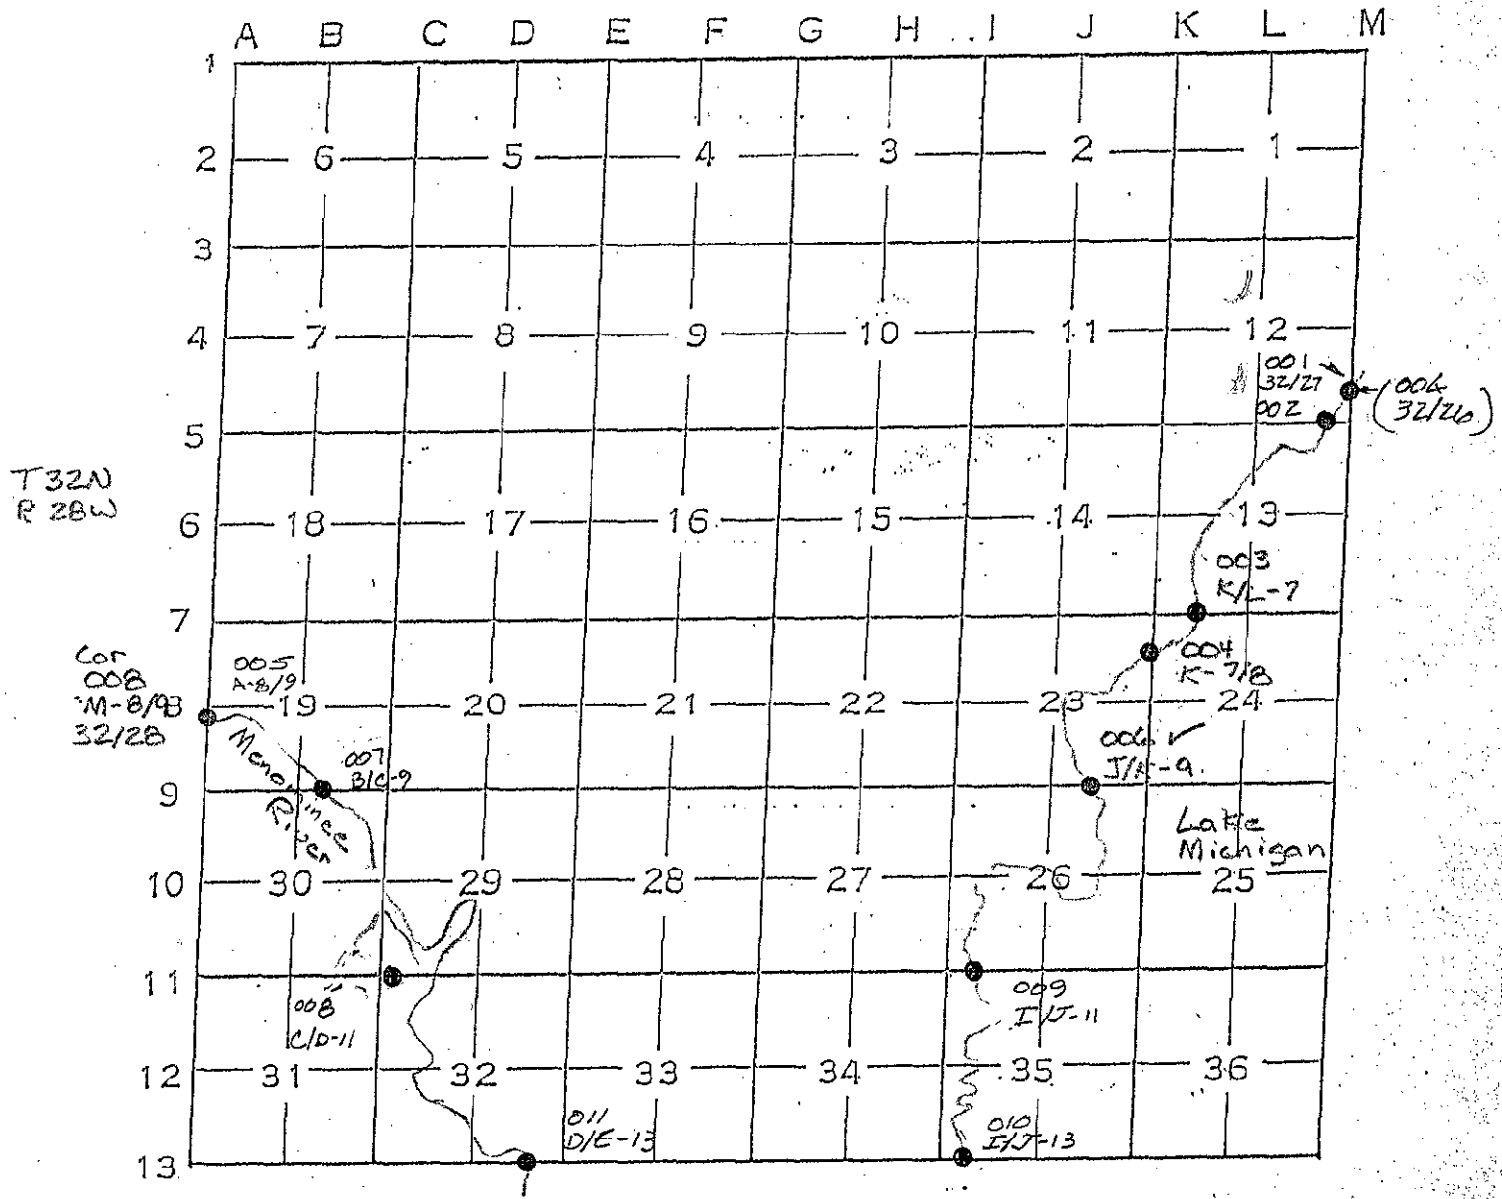 A B C D E F G H I J K L M
1
2 6 5 4 3 2 1
3
4 7 8 9 10 11 12
001
32/27
002
006
(32/26)
5
T32N
R 28W
6 18 17 16 15 14 13
003
K/L-7
7
004
K-7/8
Cor
008
M-8/9
32/28
005
A-8/9
19 20 21 22 23 24
Menominee
River
007
B/C-9
006 ✓
J/K-9
9
Lake
Michigan
10 30 29 28 27 26 25
11
008
C/D-11
009
I/J-11
12 31 32 33 34 35 36
011
D/E-13
010
I/J-13
13